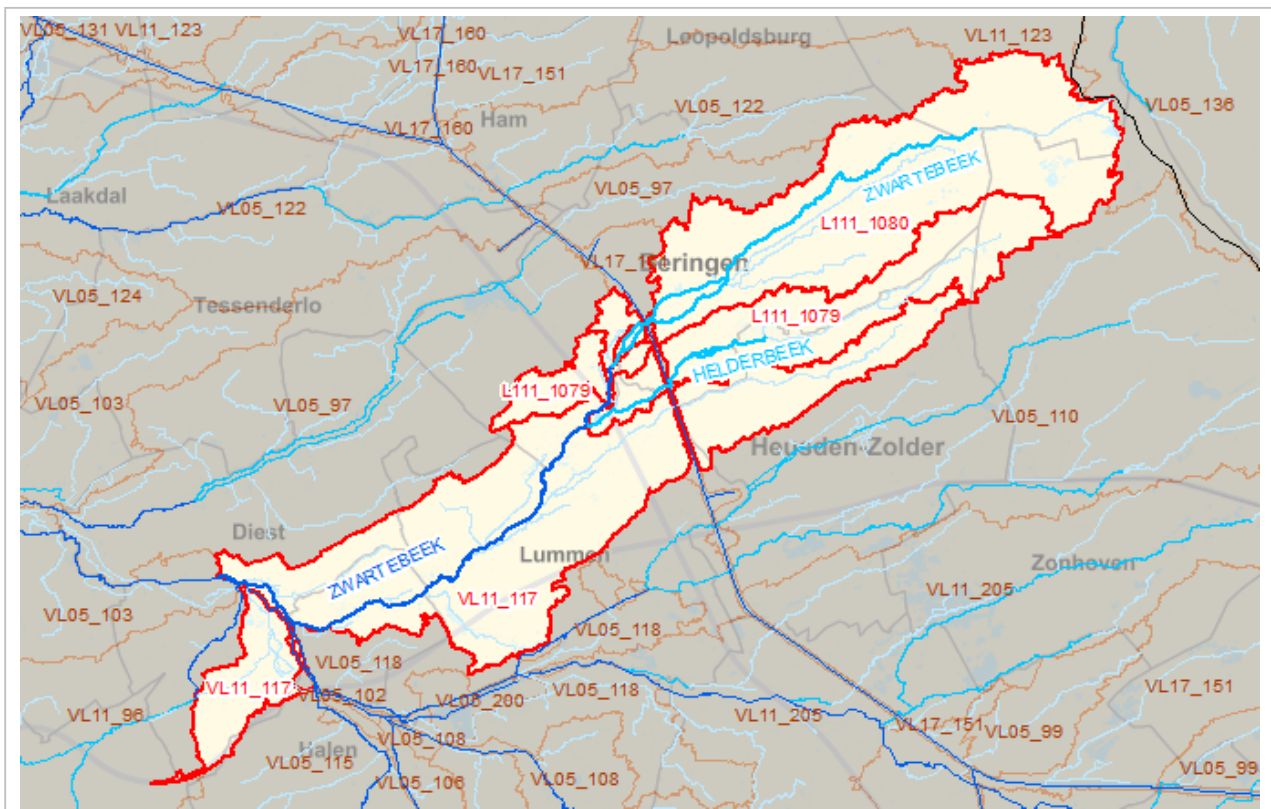 VL05_131 VL11_123
VL17_160
Leopoldsburg
VL11_123
VL17_160
VL17_151
VL05_136
VL05_122
Ham
VL17_160
ZWARTEBEEK
Laakdal
VL05_97
VL05_122
L111_1080
Beringen
VL05_124
Tessenderlo
L111_1079
HELDERBEEK
L111_1079
VL05_103
VL05_97
VL05_110
Heusden-Zolder
Diest
Lummen
Zonhoven
ZWARTEBEEK
VL11_205
VL11_117
VL05_103
VL05_118
VL05_118
VL11_117
VL05_102
VL05_200
VL05_118
VL17_151
VL11_96
VL11_205
VL17_151
VL05_99
VL05_108
Halen
VL05_115
VL05_106
VL05_108
VL05_99